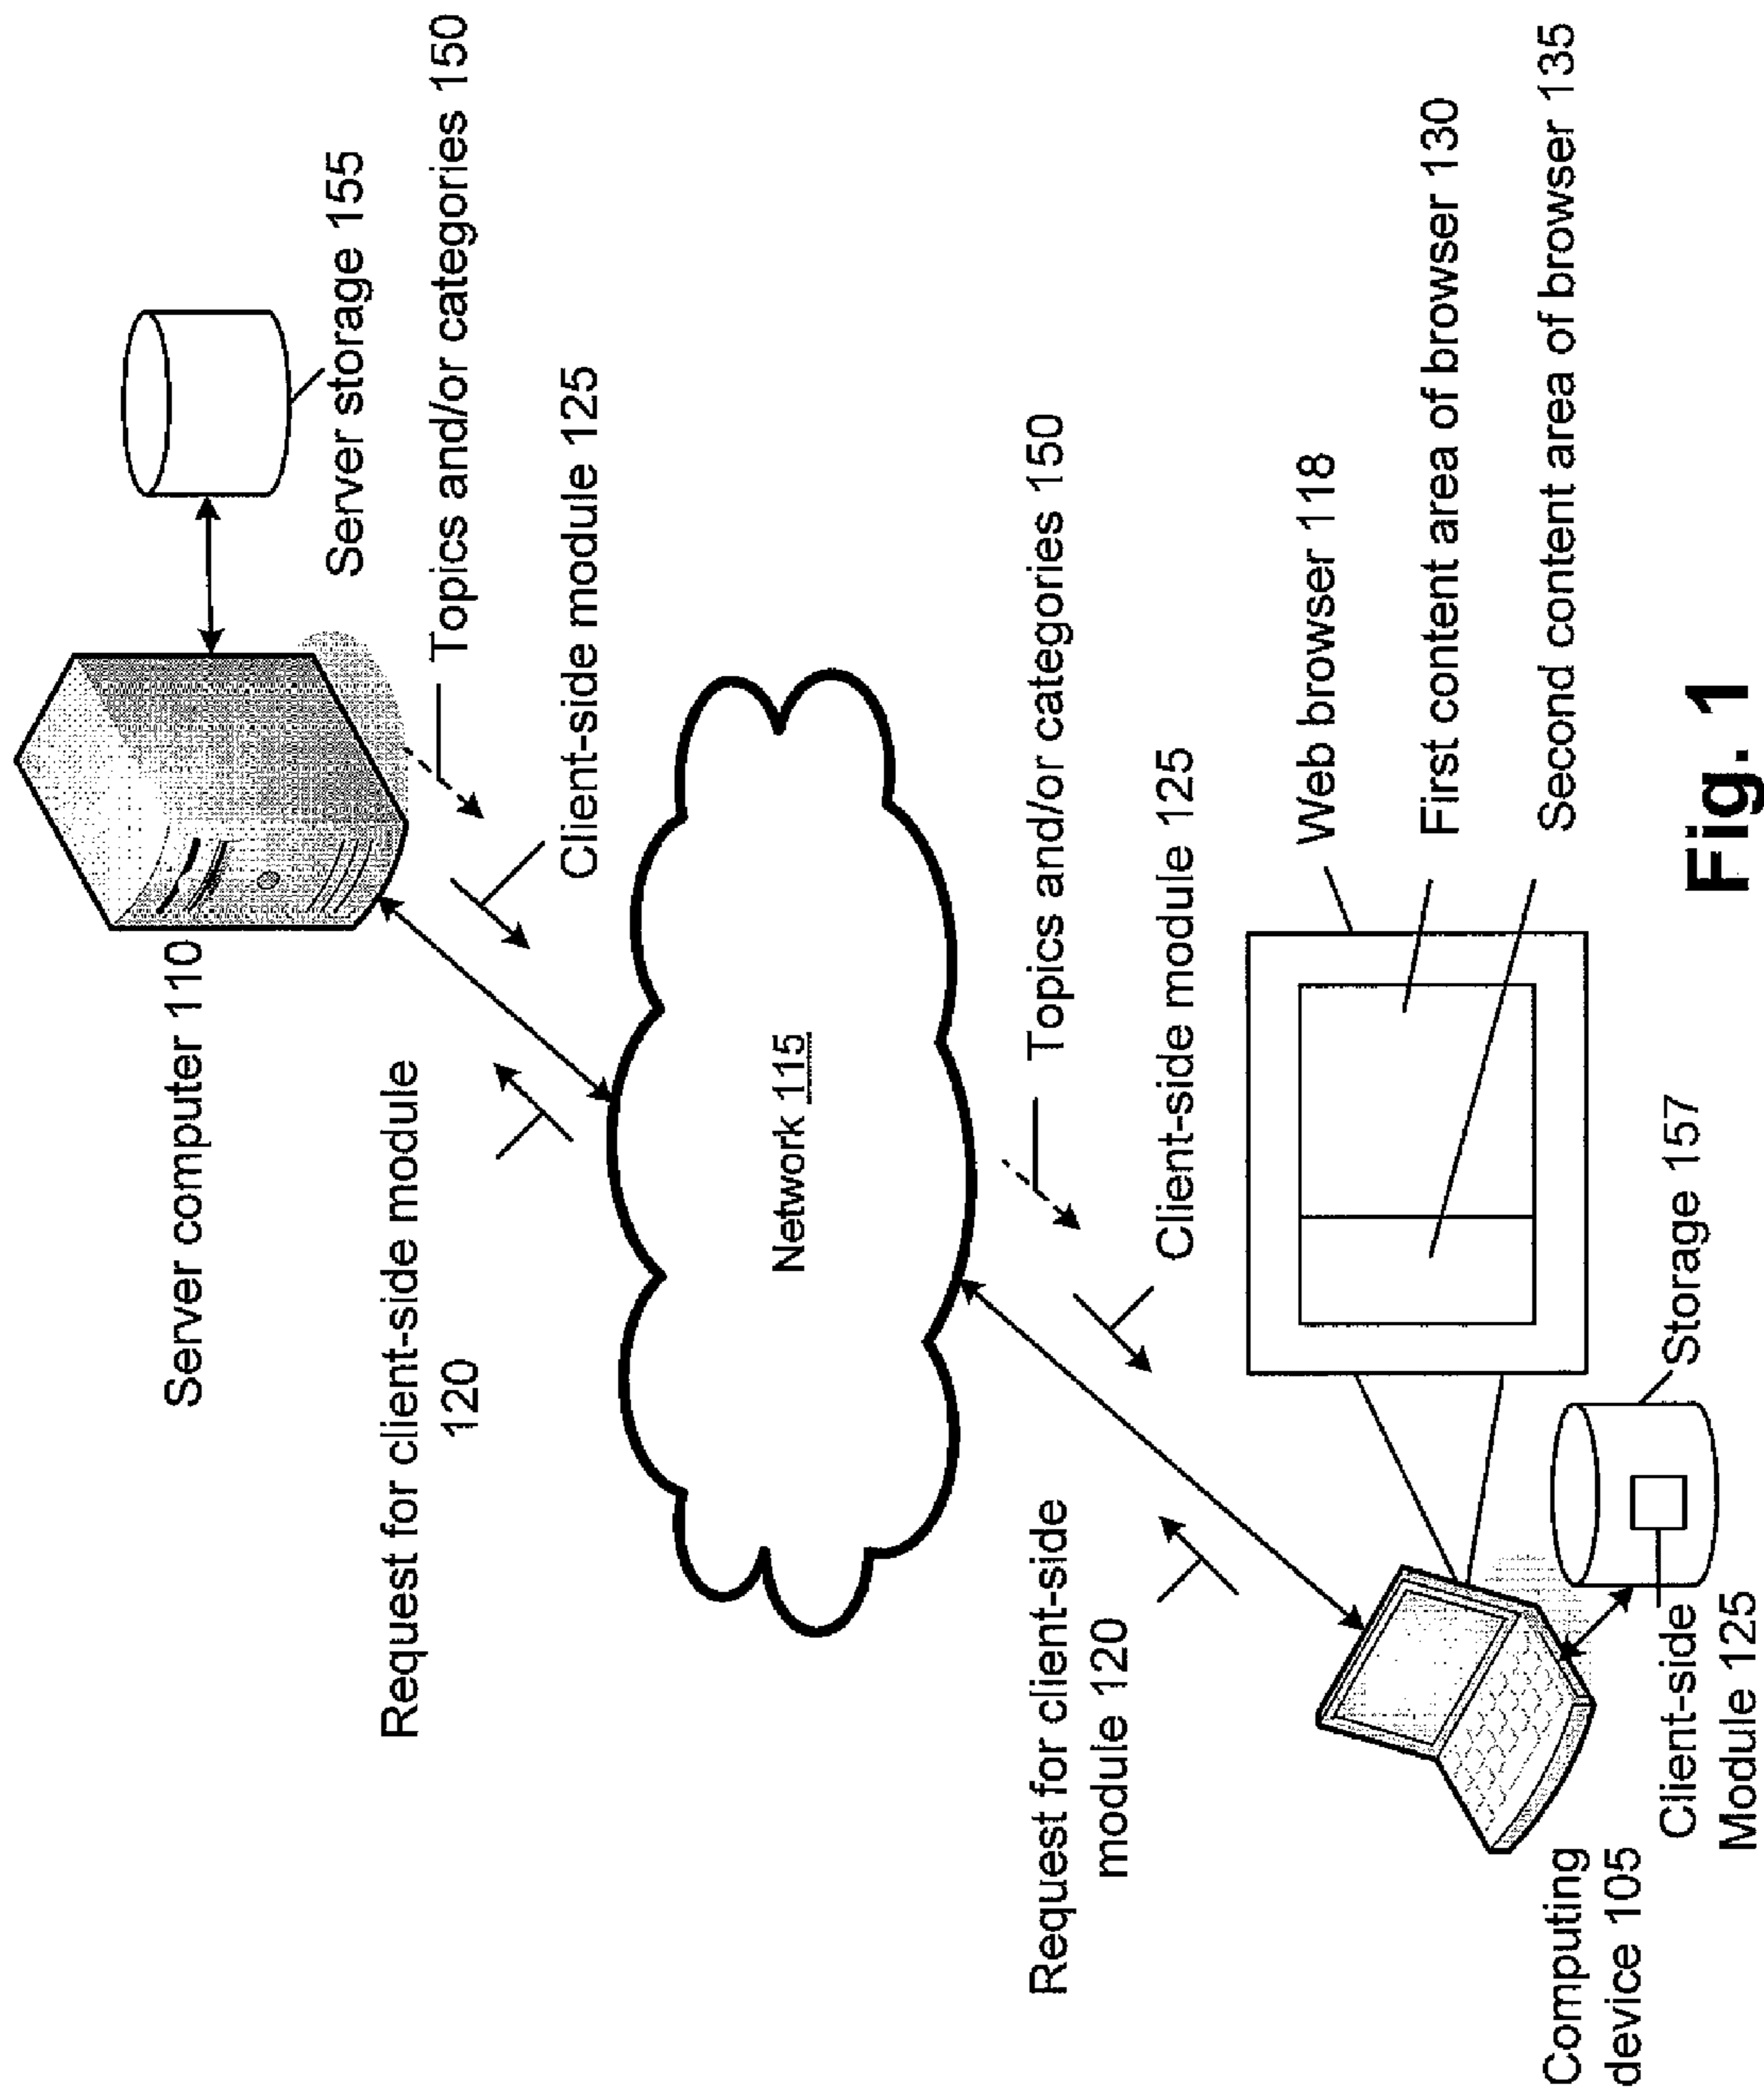 Server computer 110
Server storage 155
Topics and/or categories 150
Request for client-side module
120
Client-side module 125
Network 115
Request for client-side
module 120
Topics and/or categories 150
Client-side module 125
Web browser 118
First content area of browser 130
Second content area of browser 135
Storage 157
Computing
device 105
Client-side
Module 125
Fig. 1